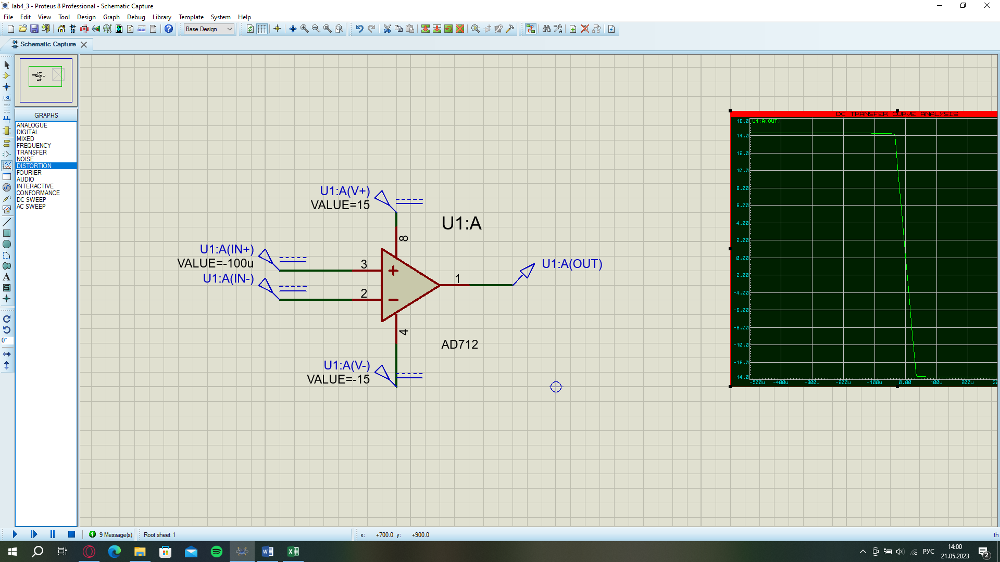 lab4_3 - Proteus 8 Professional - Schematic Capture
File Edit View Tool Design Graph Debug Library Template System Help
Base Design
Schematic Capture
GRAPHS
ANALOGUE
DIGITAL
MIXED
FREQUENCY
TRANSFER
NOISE
DISTORTION
FOURIER
AUDIO
INTERACTIVE
CONFORMANCE
DC SWEEP
AC SWEEP
LBL
A
S
0°
U1:A(V+)
VALUE=15
U1:A
8
U1:A(IN+)
VALUE=-100u
3
U1:A(IN-)
2
1
U1:A(OUT)
4
AD712
U1:A(V-)
VALUE=-15
DC TRANSFER CURVE ANALYSIS
U1:A(OUT)
16.0
14.0
12.0
10.0
8.00
6.00
4.00
2.00
0.00
-2.00
-4.00
-6.00
-8.00
-10.0
-12.0
-14.0
-500u -400u -300u -200u -100u 0.00 100u 200u
9 Message(s) Root sheet 1 x: +700.0 y: +900.0 th
РУС 14:00
21.05.2023
2